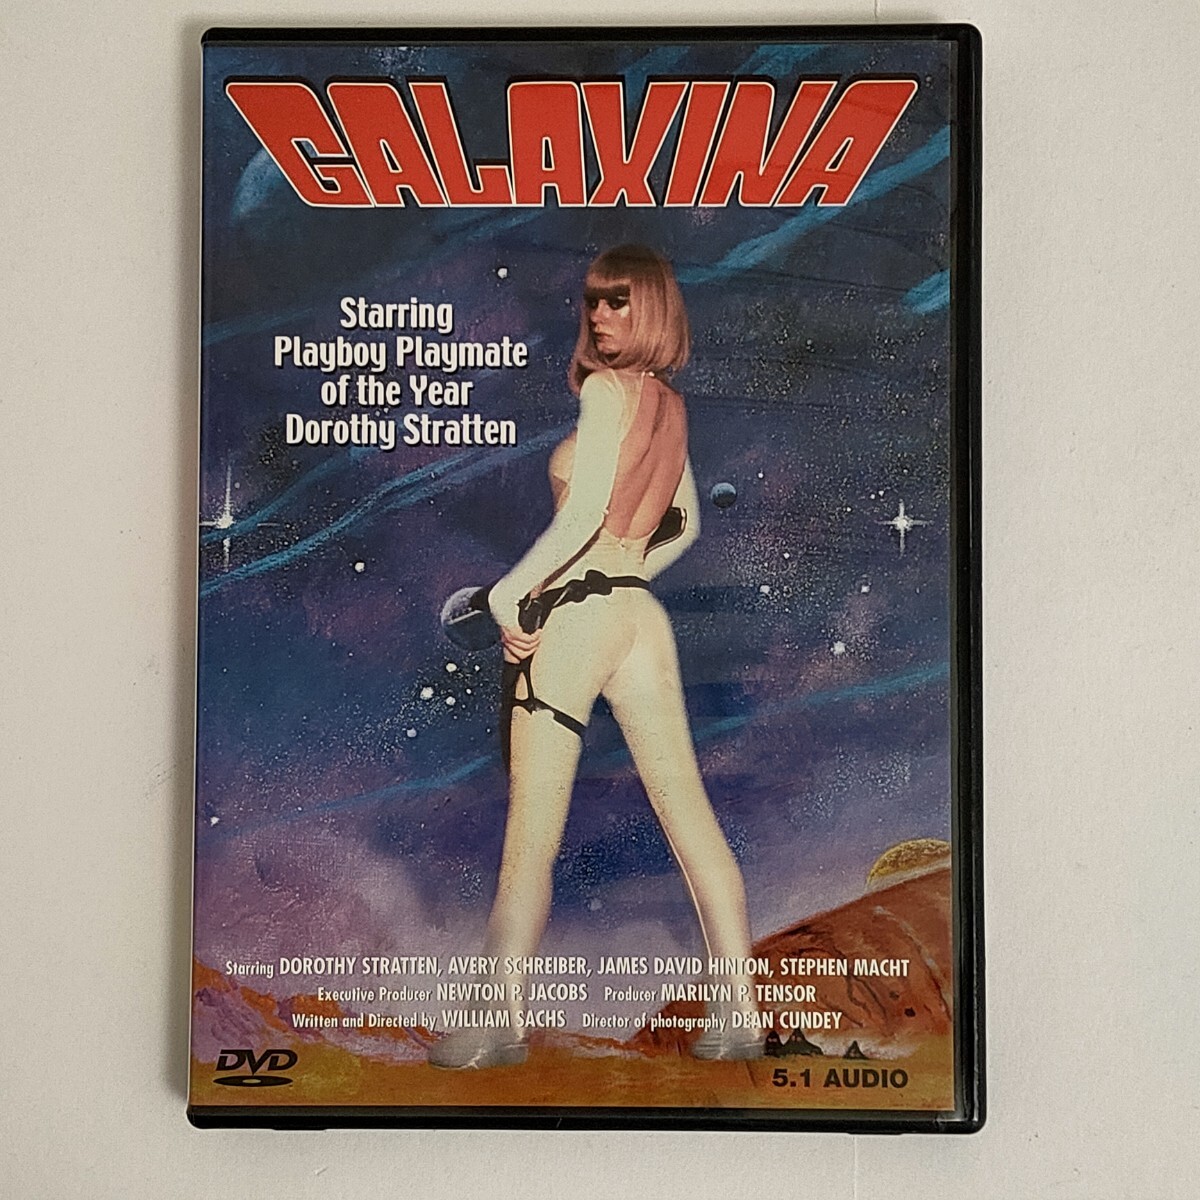 GALAXINA
Starring
Playboy Playmate
of the Year
Dorothy Stratten
Starring DOROTHY STRATTEN, AVERY SCHREIBER, JAMES DAVID HINTON, STEPHEN MACHT
Executive Producer NEWTON P. JACOBS Producer MARILYN P. TENSOR
Written and Directed by WILLIAM SACHS Director of photography DEAN CUNDEY
DVD
5.1 AUDIO